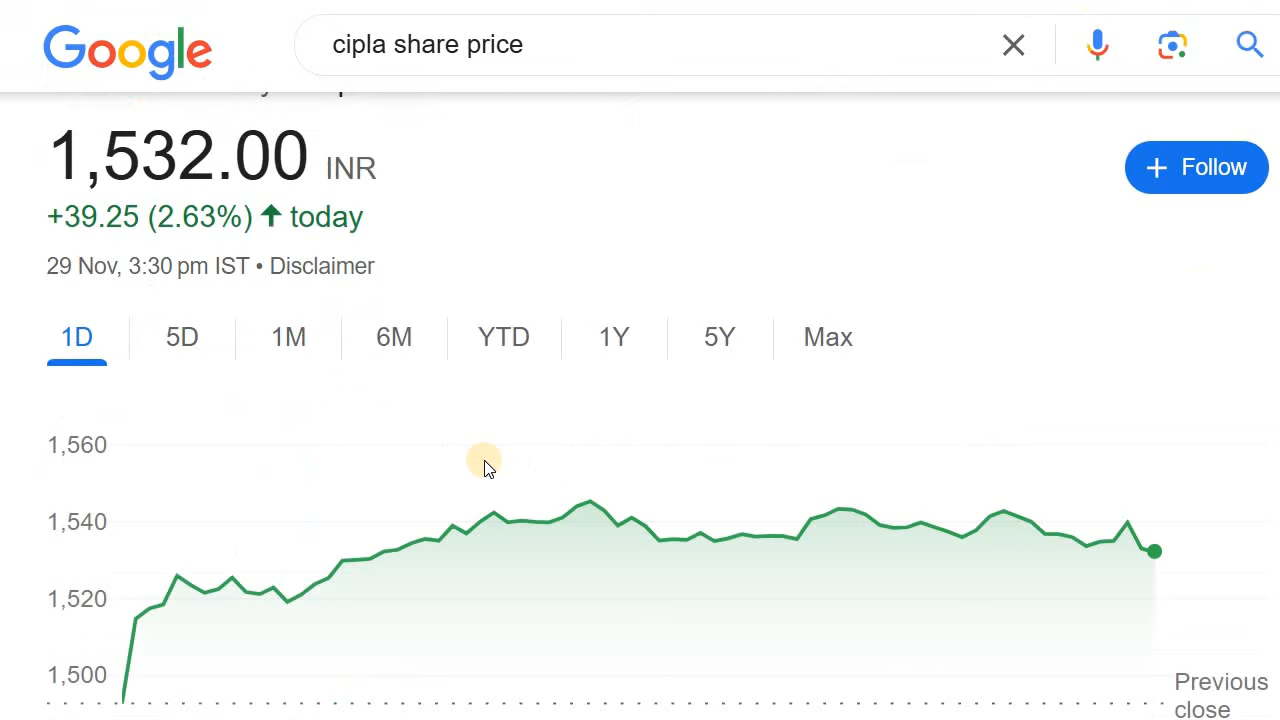 Google
cipla share price
1,532.00 INR
+ Follow
+39.25 (2.63%) ↑ today
29 Nov, 3:30 pm IST • Disclaimer
1D 5D 1M 6M YTD 1Y 5Y Max
1,560
1,540
1,520
1,500
Previous
close